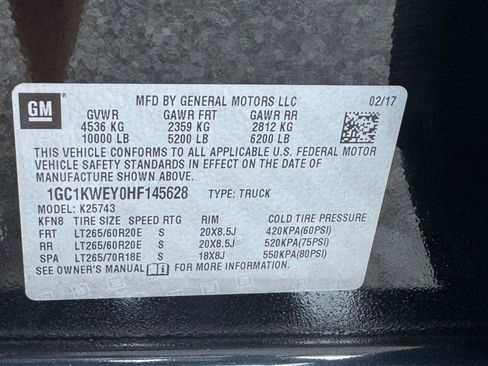 GM MFD BY GENERAL MOTORS LLC 02/17
GVWR GAWR FRT GAWR RR
4536 KG 2359 KG 2812 KG
10000 LB 5200 LB 6200 LB
THIS VEHICLE CONFORMS TO ALL APPLICABLE U.S. FEDERAL MOTOR
VEHICLE SAFETY STANDARDS IN EFFECT ON THE DATE OF
MANUFACTURE SHOWN ABOVE.
1GC1KWEY0HF145628 TYPE: TRUCK
MODEL: K25743
KFN8 TIRE SIZE SPEED RTG RIM COLD TIRE PRESSURE
FRT LT265/60R20E S 20X8.5J 420KPA(60PSI)
RR LT265/60R20E S 20X8.5J 520KPA(75PSI)
SPA LT265/70R18E S 18X8J 550KPA(80PSI)
SEE OWNER'S MANUAL FOR MORE INFORMATION